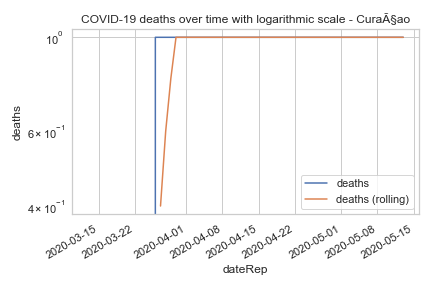 COVID-19 deaths over time with logarithmic scale - CuraÃ§ao
10⁰
6 × 10⁻¹
4 × 10⁻¹
deaths
deaths
deaths (rolling)
2020-03-15
2020-03-22
2020-04-01
2020-04-08
2020-04-15
2020-04-22
2020-05-01
2020-05-08
2020-05-15
dateRep